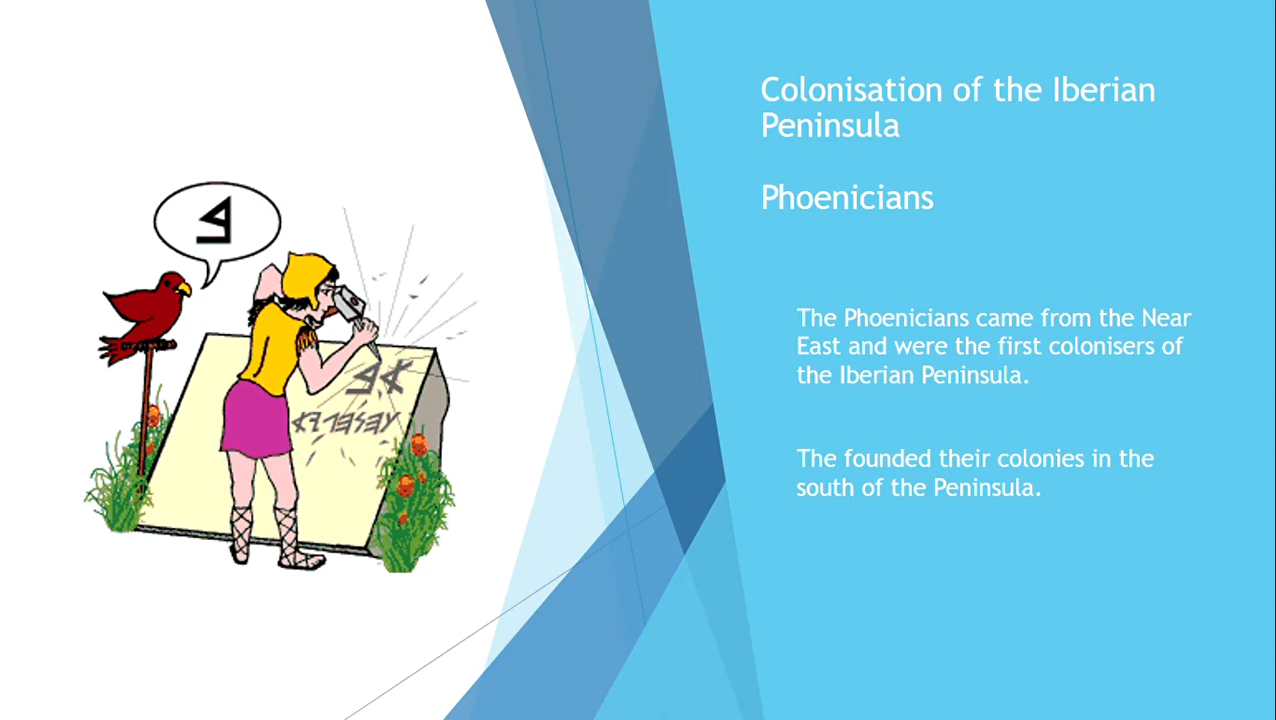 Colonisation of the Iberian
Peninsula
Phoenicians
The Phoenicians came from the Near
East and were the first colonisers of
the Iberian Peninsula.
The founded their colonies in the
south of the Peninsula.